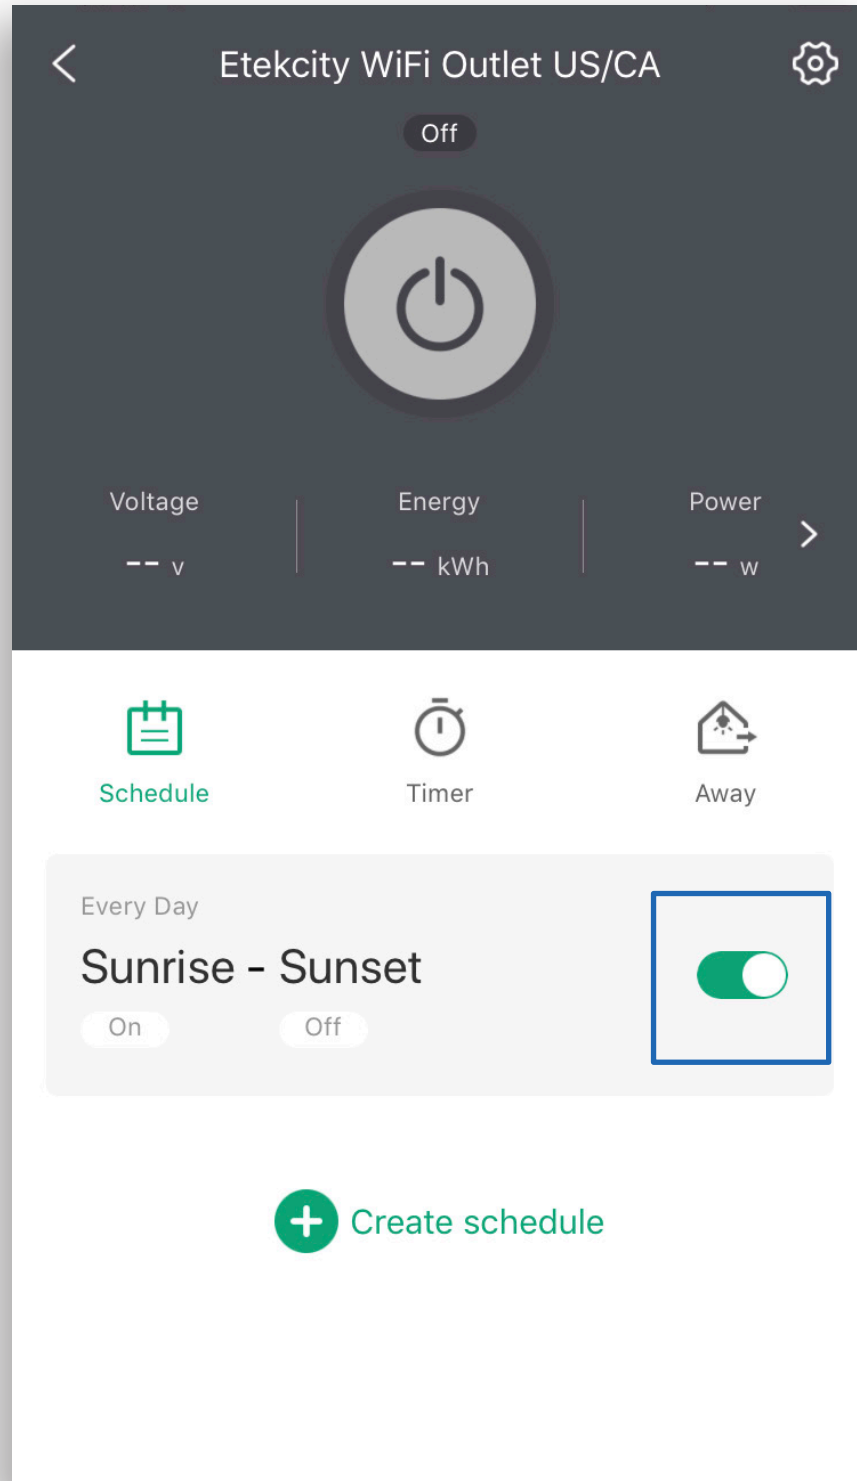 Etekcity WiFi Outlet US/CA
Off
Voltage Energy Power
-- v -- kWh -- w
Schedule Timer Away
Every Day
Sunrise - Sunset
On Off
Create schedule